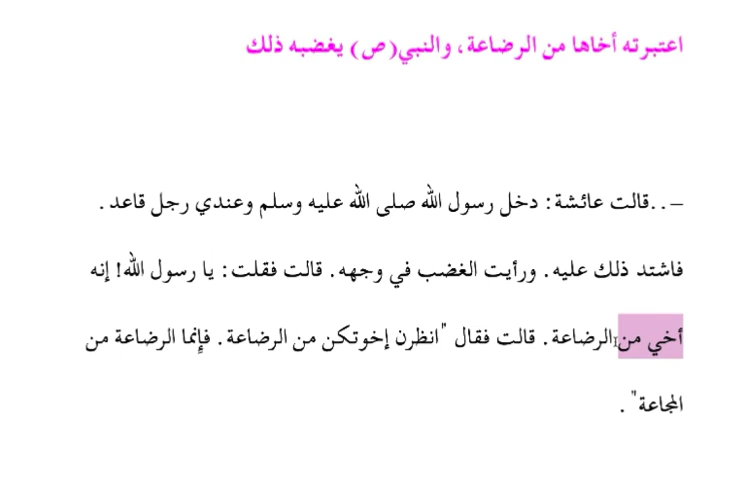 اعتبرته أخاها من الرضاعة، والنبي(ص) يغضبه ذلك
–..قالت عائشة: دخل رسول الله صلى الله عليه وسلم وعندي رجل قاعد.
فاشتد ذلك عليه. ورأيت الغضب في وجهه. قالت فقلت: يا رسول الله! إنه
أخي من الرضاعة. قالت فقال "انظرن إخوتكن من الرضاعة. فإنما الرضاعة من
المجاعة".